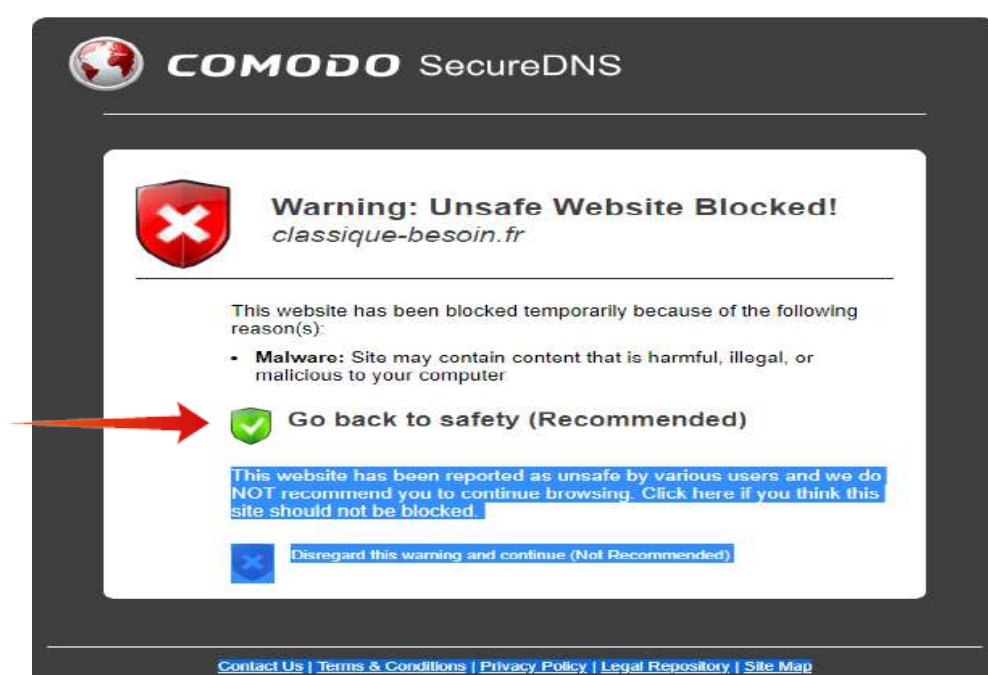 COMODO SecureDNS
Warning: Unsafe Website Blocked!
classique-besoin.fr
This website has been blocked temporarily because of the following
reason(s):
• Malware: Site may contain content that is harmful, illegal, or
malicious to your computer
Go back to safety (Recommended)
This website has been reported as unsafe by various users and we do
NOT recommend you to continue browsing. Click here if you think this
site should not be blocked.
Disregard this warning and continue (Not Recommended)
Contact Us | Terms & Conditions | Privacy Policy | Legal Repository | Site Map